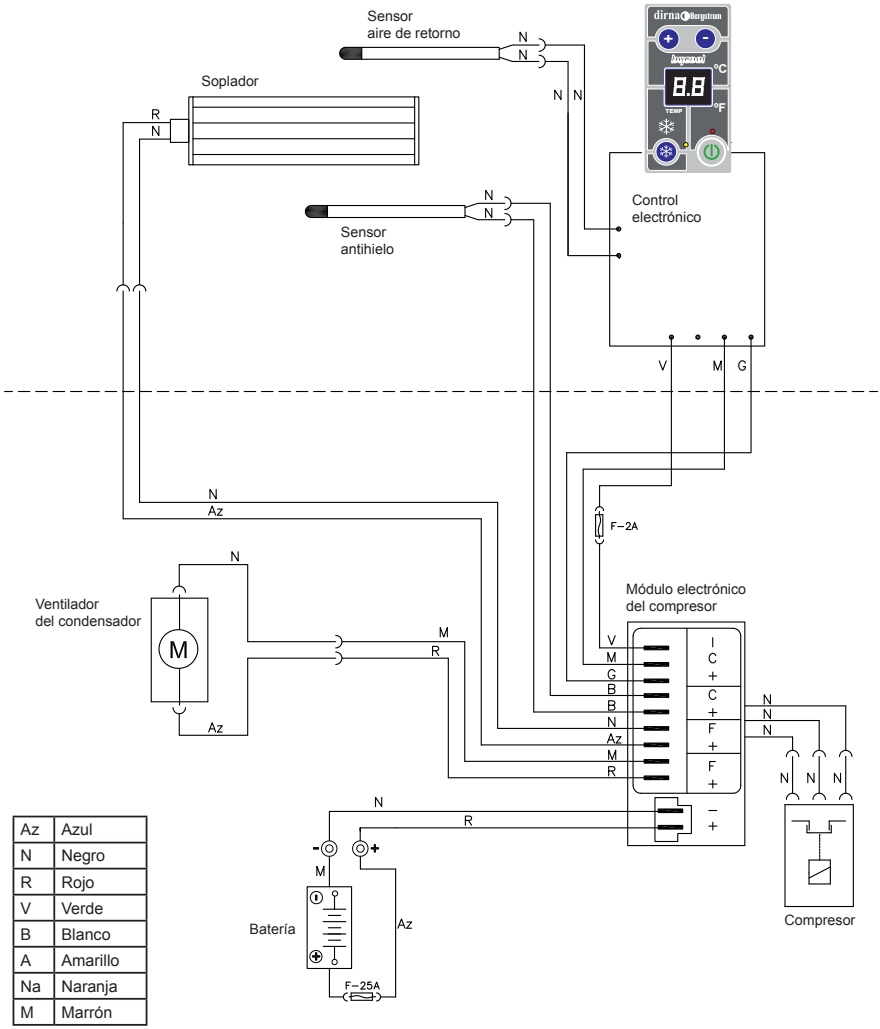 Sensor
aire de retorno
N
N
N N
dirna Bergstrom
+ -
bycool
°C
8.8
TEMP
°F
Soplador
R
N
Sensor
antihielo
N
N
Control
electrónico
V M G
N
Az
F-2A
N
Ventilador
del condensador
M
Az
M
R
Módulo electrónico
del compresor
V
M
G
B
B
N
Az
M
R
I
C
+
C
+
F
+
F
+
-
+
N
N
N
N N N
Compresor
N
R
- +
M
Az
Batería
F-25A
Az Azul
N Negro
R Rojo
V Verde
B Blanco
A Amarillo
Na Naranja
M Marrón